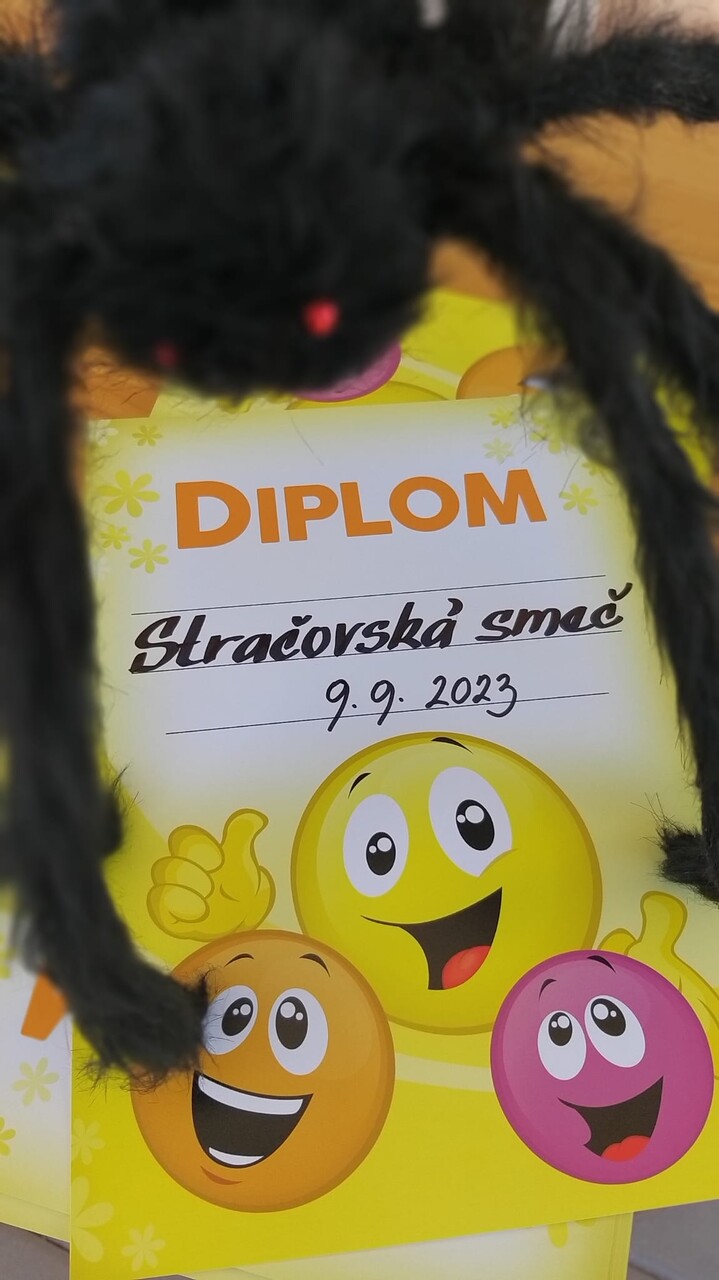 DIPLOM
Stračovská smeč
9. 9. 2023